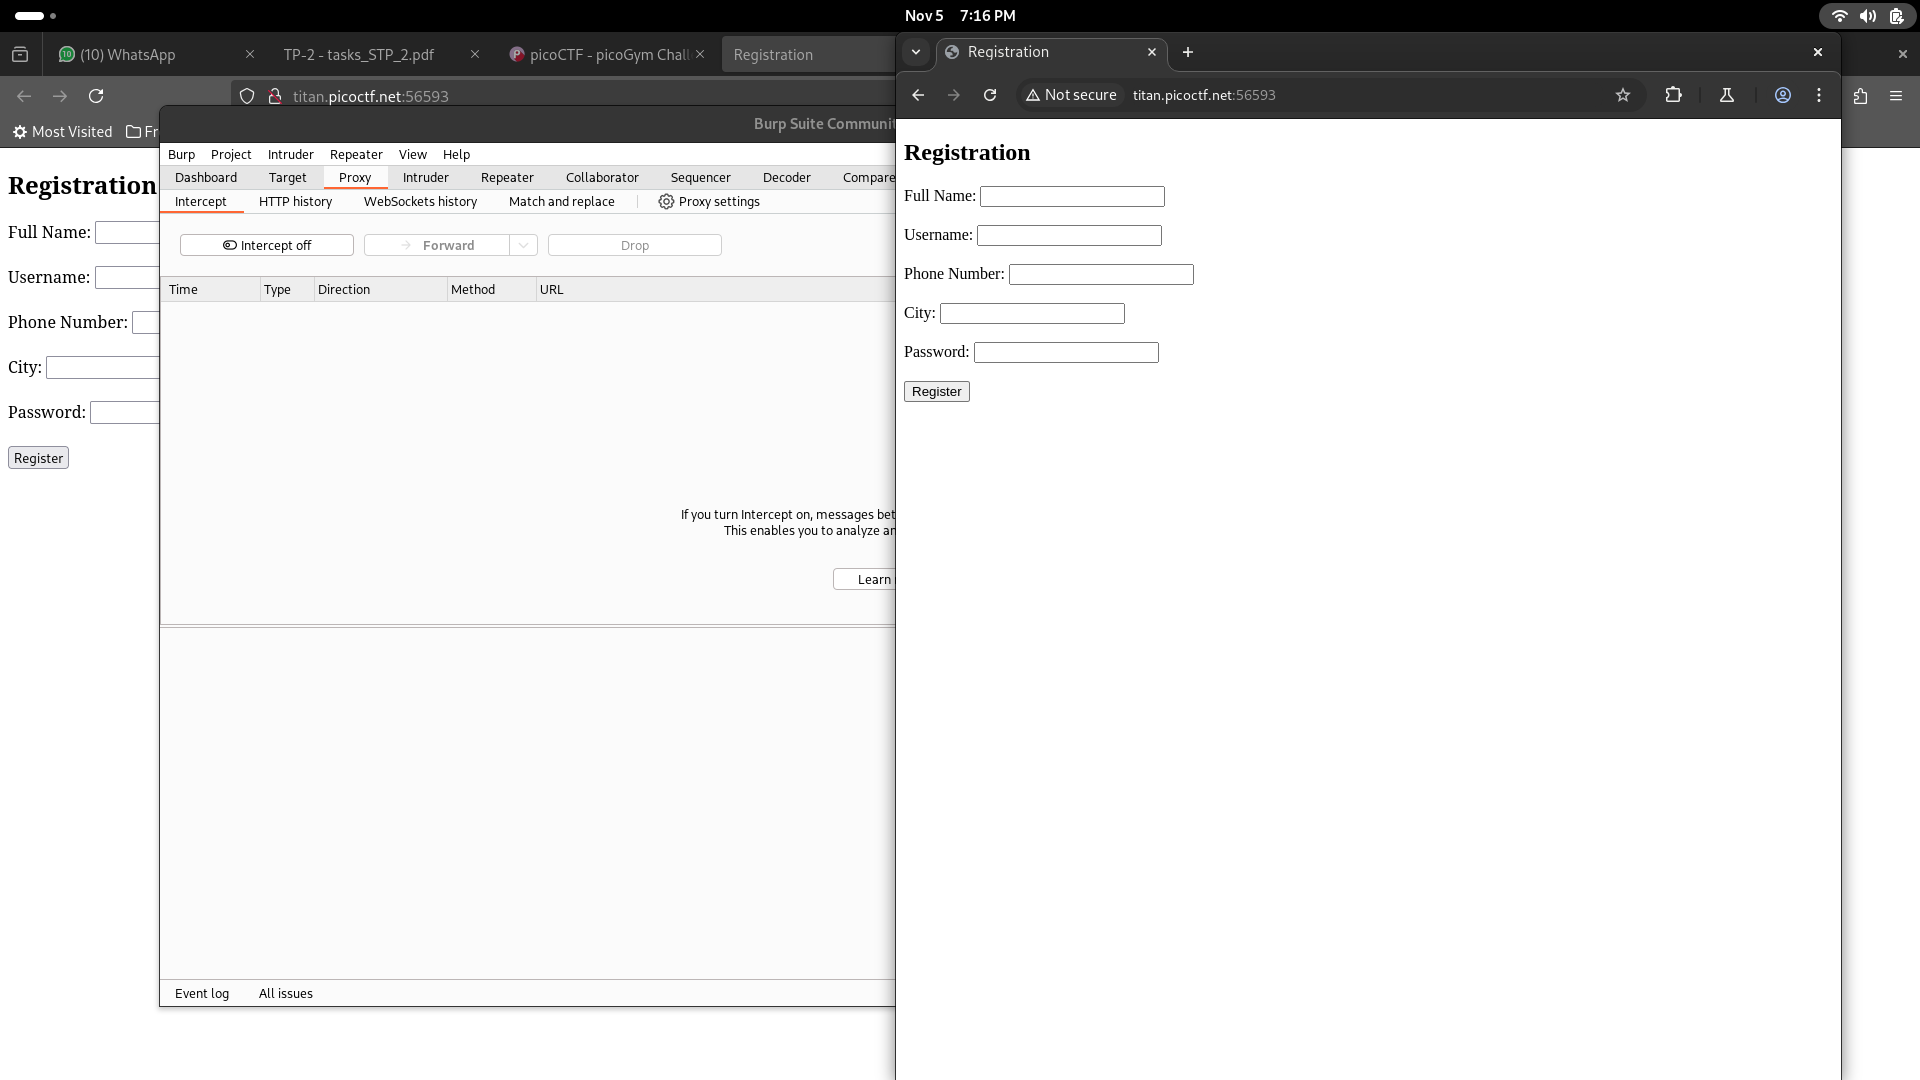 Nov 5 7:16 PM
(10) WhatsApp
TP-2 - tasks_STP_2.pdf
picoCTF - picoGym Chall
Registration
titan.picoctf.net:56593
Most Visited
Fr
Registration
Full Name:
Username:
Phone Number:
City:
Password:
Register
Burp Suite Communit
Burp Project Intruder Repeater View Help
Dashboard Target Proxy Intruder Repeater Collaborator Sequencer Decoder Compare
Intercept HTTP history WebSockets history Match and replace Proxy settings
Intercept off Forward Drop
Time Type Direction Method URL
If you turn Intercept on, messages bet
This enables you to analyze an
Learn
Event log All issues
Registration
Not secure titan.picoctf.net:56593
Registration
Full Name:
Username:
Phone Number:
City:
Password:
Register